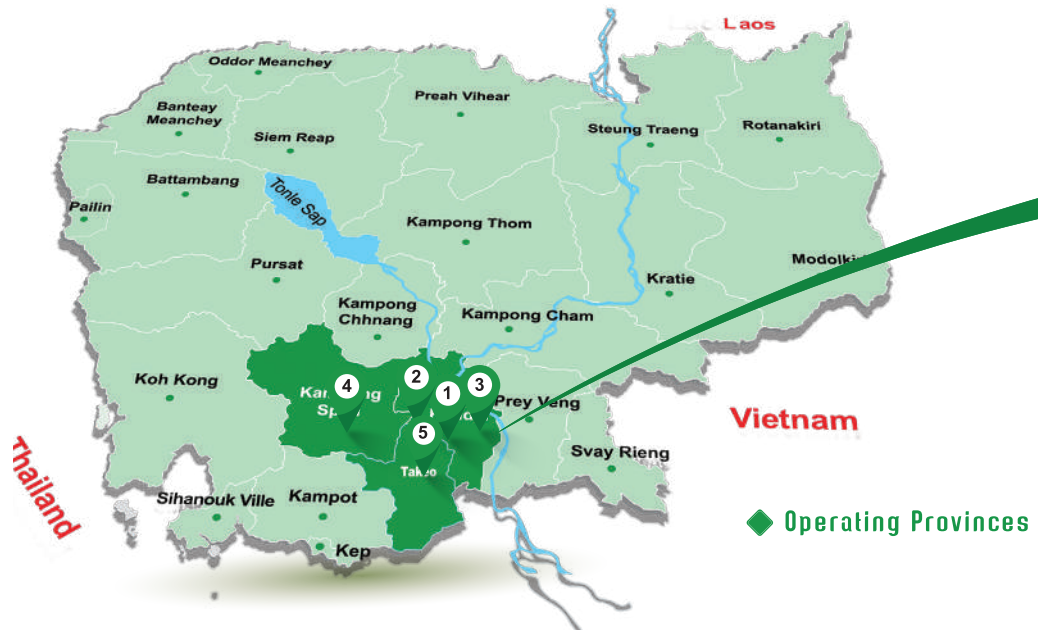 Laos
Oddor Meanchey
Preah Vihear
Banteay
Meanchey
Siem Reap
Steung Traeng
Rotanakiri
Battambang
Tonle Sap
Pailin
Kampong Thom
Pursat
Modolkiri
Kratie
Kampong
Chhnang
Kampong Cham
Koh Kong
4
2
1
3
Prey Veng
5
Vietnam
Takeo
Svay Rieng
Thailand
Sihanouk Ville
Kampot
Kep
Operating Provinces